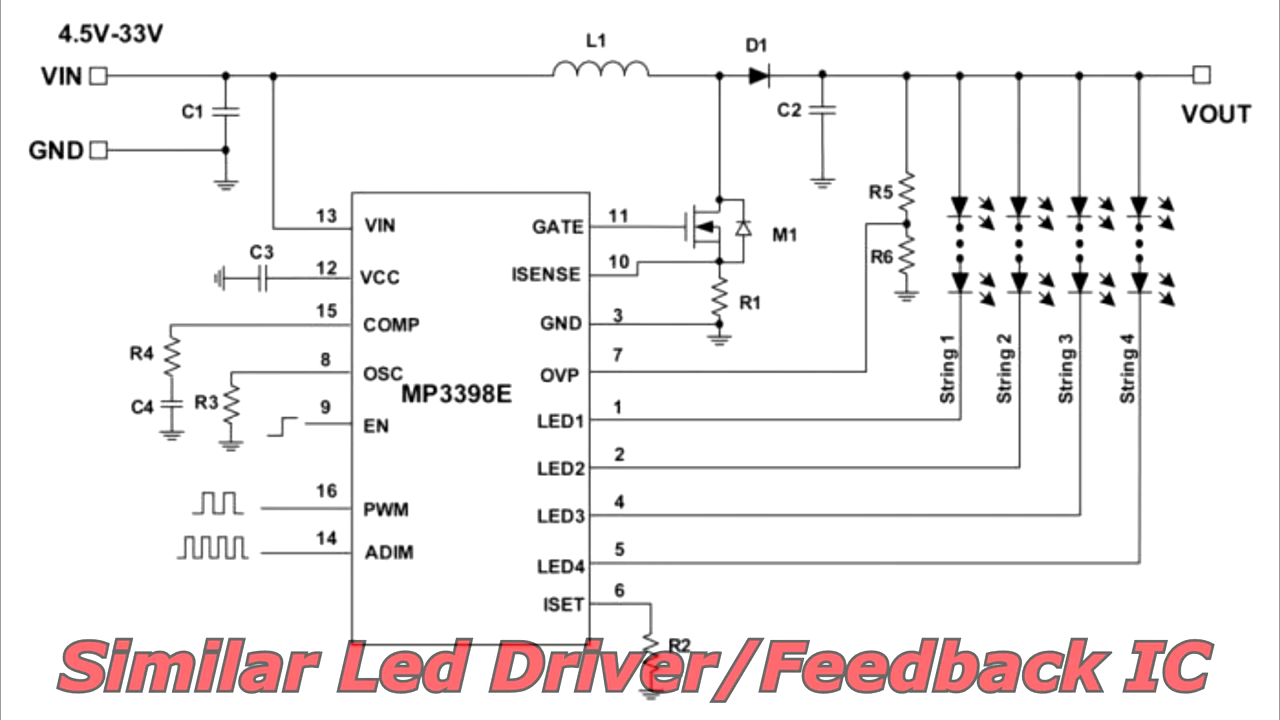 4.5V-33V
L1
D1
VIN
C1
C2
VOUT
GND
R5
13
VIN
GATE
11
M1
C3
R6
12
VCC
ISENSE
10
R1
15
COMP
GND
3
R4
8
OSC
OVP
7
String 1
String 2
String 3
String 4
MP3398E
C4
R3
9
EN
LED1
1
LED2
2
16
PWM
LED3
4
14
ADIM
LED4
5
ISET
6
R2
Similar Led Driver/Feedback IC